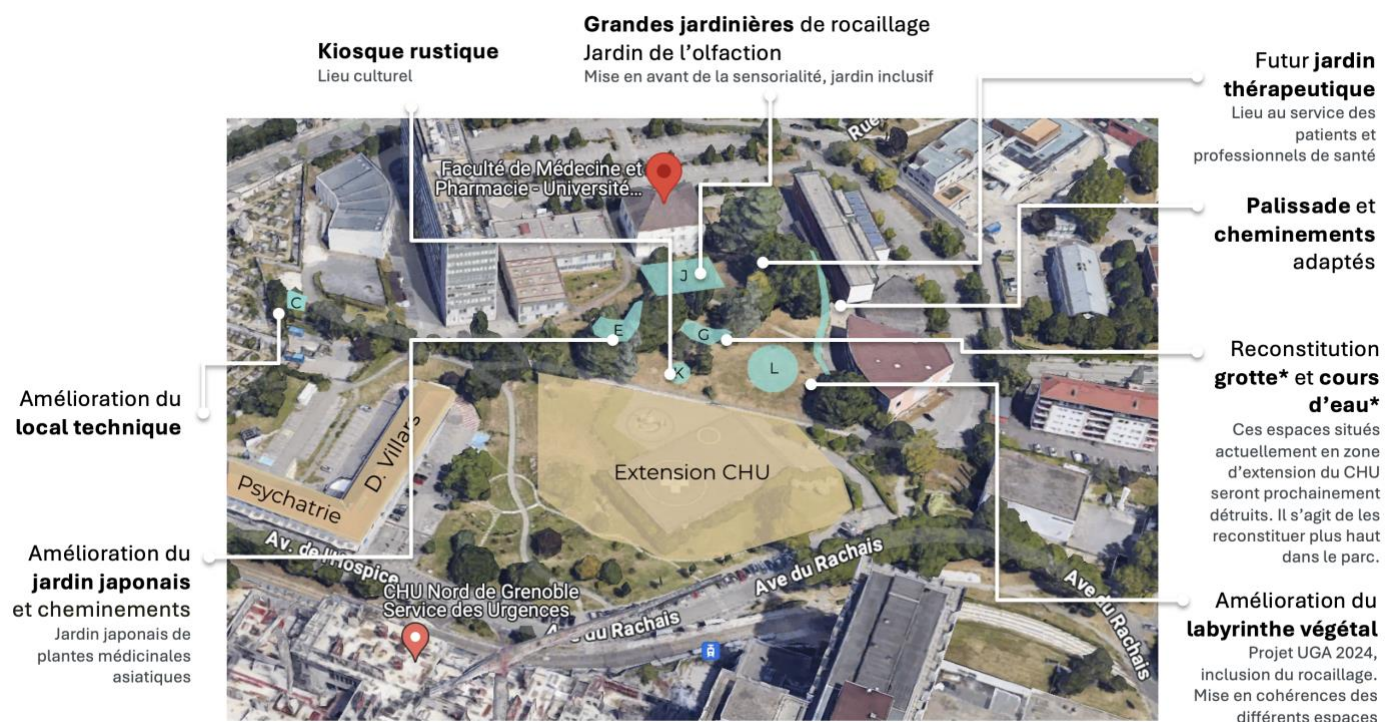 Grandes jardinières de rocaillage
Jardin de l'olfaction
Mise en avant de la sensorialité, jardin inclusif
Kiosque rustique
Lieu culturel
Futur jardin
thérapeutique
Lieu au service des
patients et
professionnels de santé
Palissade et
cheminements
adaptés
Reconstitution
grotte* et cours
d'eau*
Ces espaces situés
actuellement en zone
d'extension du CHU
seront prochainement
détruits. Il s'agit de les
reconstituer plus haut
dans le parc.
Amélioration du
labyrinthe végétal
Projet UGA 2024,
inclusion du rocaillage.
Mise en cohérences des
différents espaces
Amélioration du
local technique
Amélioration du
jardin japonais
et cheminements
Jardin japonais de
plantes médicinales
asiatiques
Rue
Faculté de Médecine et
Pharmacie - Université...
C
J
E
G
K
L
Extension CHU
D. Villars
Psychatrie
Av. de l'Hospice
CHU Nord de Grenoble
Service des Urgences
Ave du Rachais
du Rachais
Ave du Rachais